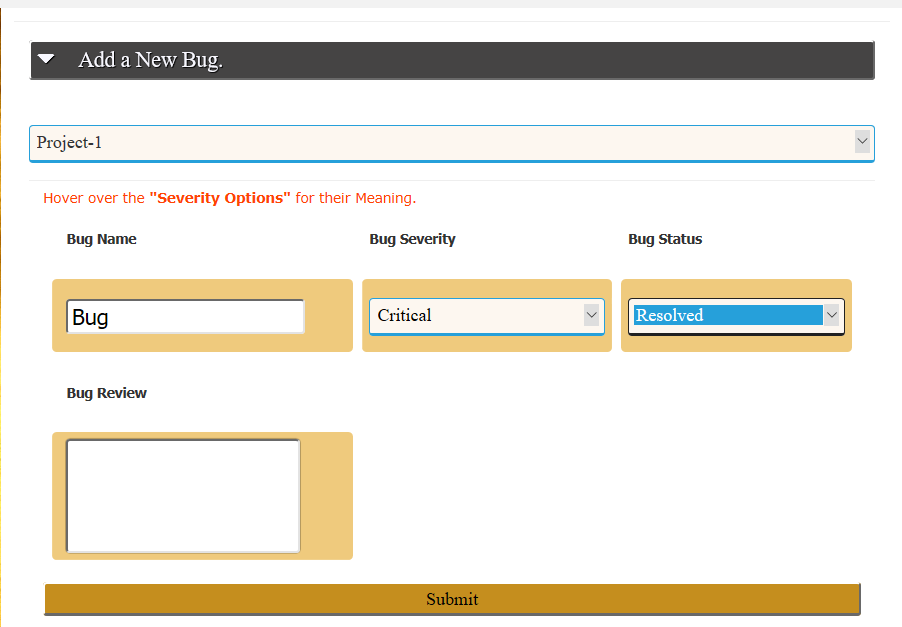 Add a New Bug.
Project-1
Hover over the "Severity Options" for their Meaning.
Bug Name Bug Severity Bug Status
Bug Critical Resolved
Bug Review
Submit